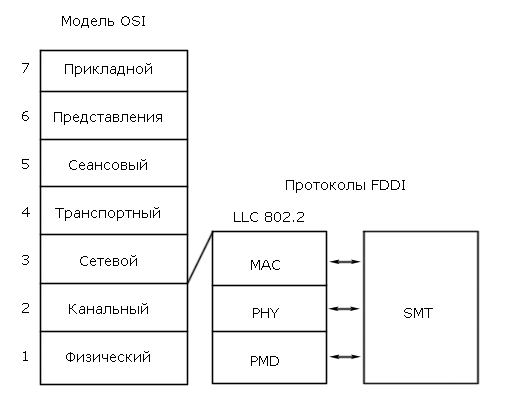 Модель OSI
7 Прикладной
6 Представления
5 Сеансовый
4 Транспортный
3 Сетевой
2 Канальный
1 Физический
Протоколы FDDI
LLC 802.2
MAC
PHY
PMD
SMT